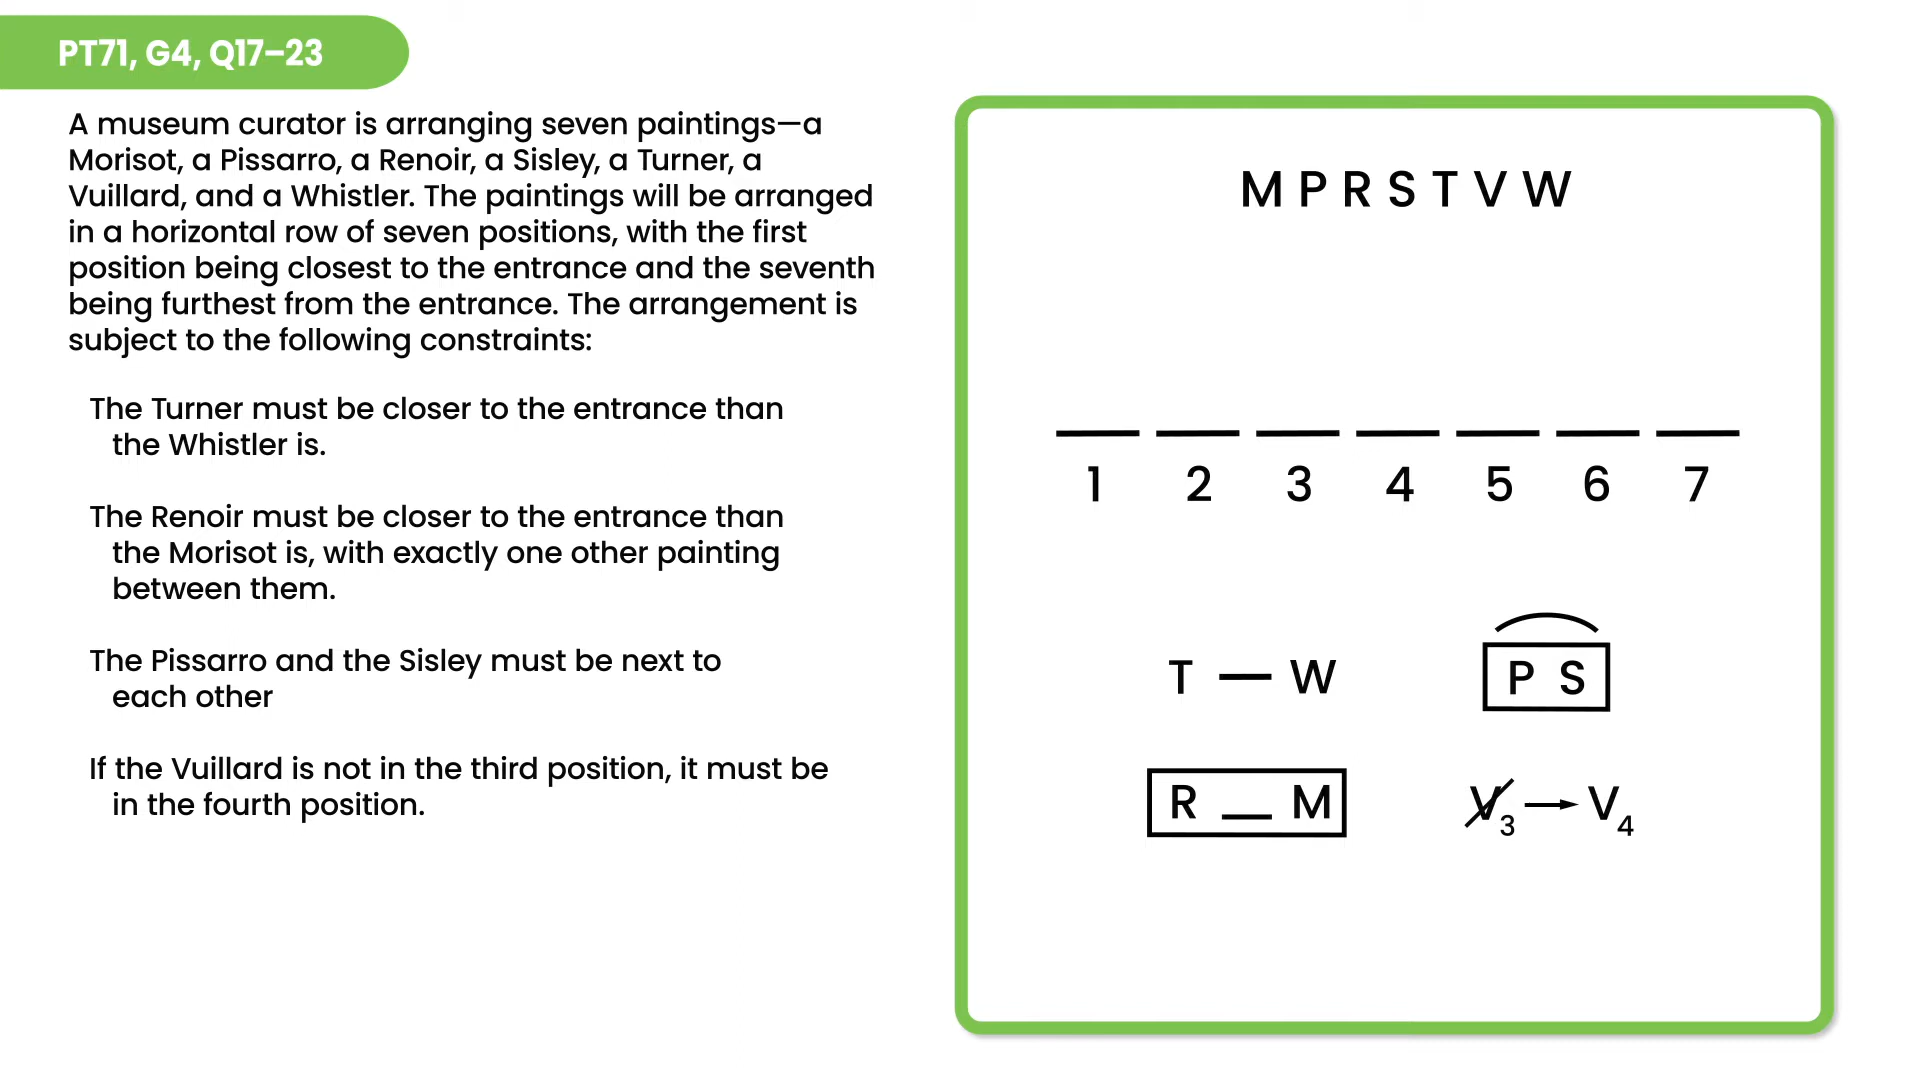 PT71, G4, Q17–23
A museum curator is arranging seven paintings—a
Morisot, a Pissarro, a Renoir, a Sisley, a Turner, a
Vuillard, and a Whistler. The paintings will be arranged
in a horizontal row of seven positions, with the first
position being closest to the entrance and the seventh
being furthest from the entrance. The arrangement is
subject to the following constraints:
The Turner must be closer to the entrance than
the Whistler is.
The Renoir must be closer to the entrance than
the Morisot is, with exactly one other painting
between them.
The Pissarro and the Sisley must be next to
each other
If the Vuillard is not in the third position, it must be
in the fourth position.
M P R S T V W
1 2 3 4 5 6 7
T — W
P S
R __ M
V3 → V4